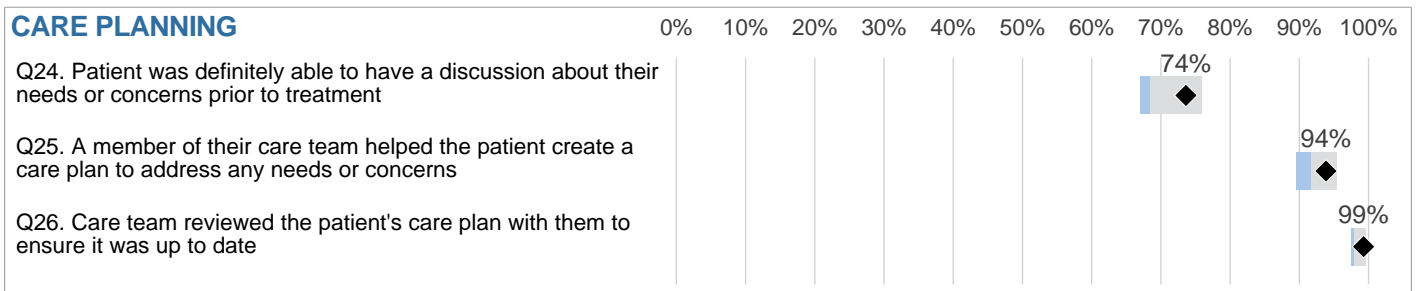 CARE PLANNING
0% 10% 20% 30% 40% 50% 60% 70% 80% 90% 100%
74%
Q24. Patient was definitely able to have a discussion about their
needs or concerns prior to treatment
94%
Q25. A member of their care team helped the patient create a
care plan to address any needs or concerns
99%
Q26. Care team reviewed the patient's care plan with them to
ensure it was up to date